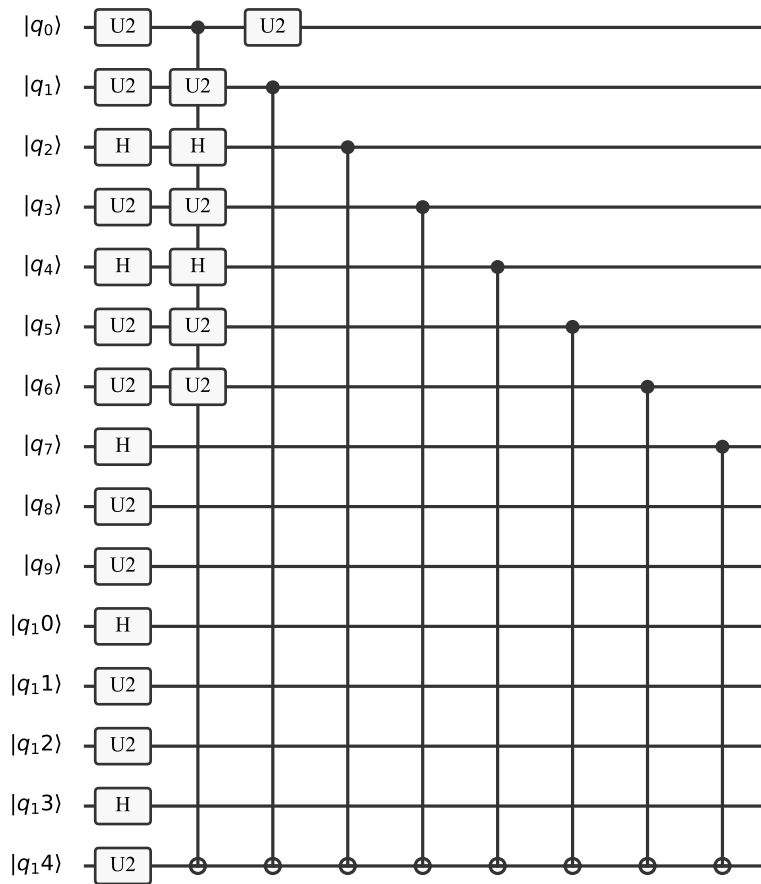 |q₀⟩ U2 U2
|q₁⟩ U2 U2
|q₂⟩ H H
|q₃⟩ U2 U2
|q₄⟩ H H
|q₅⟩ U2 U2
|q₆⟩ U2 U2
|q₇⟩ H
|q₈⟩ U2
|q₉⟩ U2
|q₁0⟩ H
|q₁1⟩ U2
|q₁2⟩ U2
|q₁3⟩ H
|q₁4⟩ U2